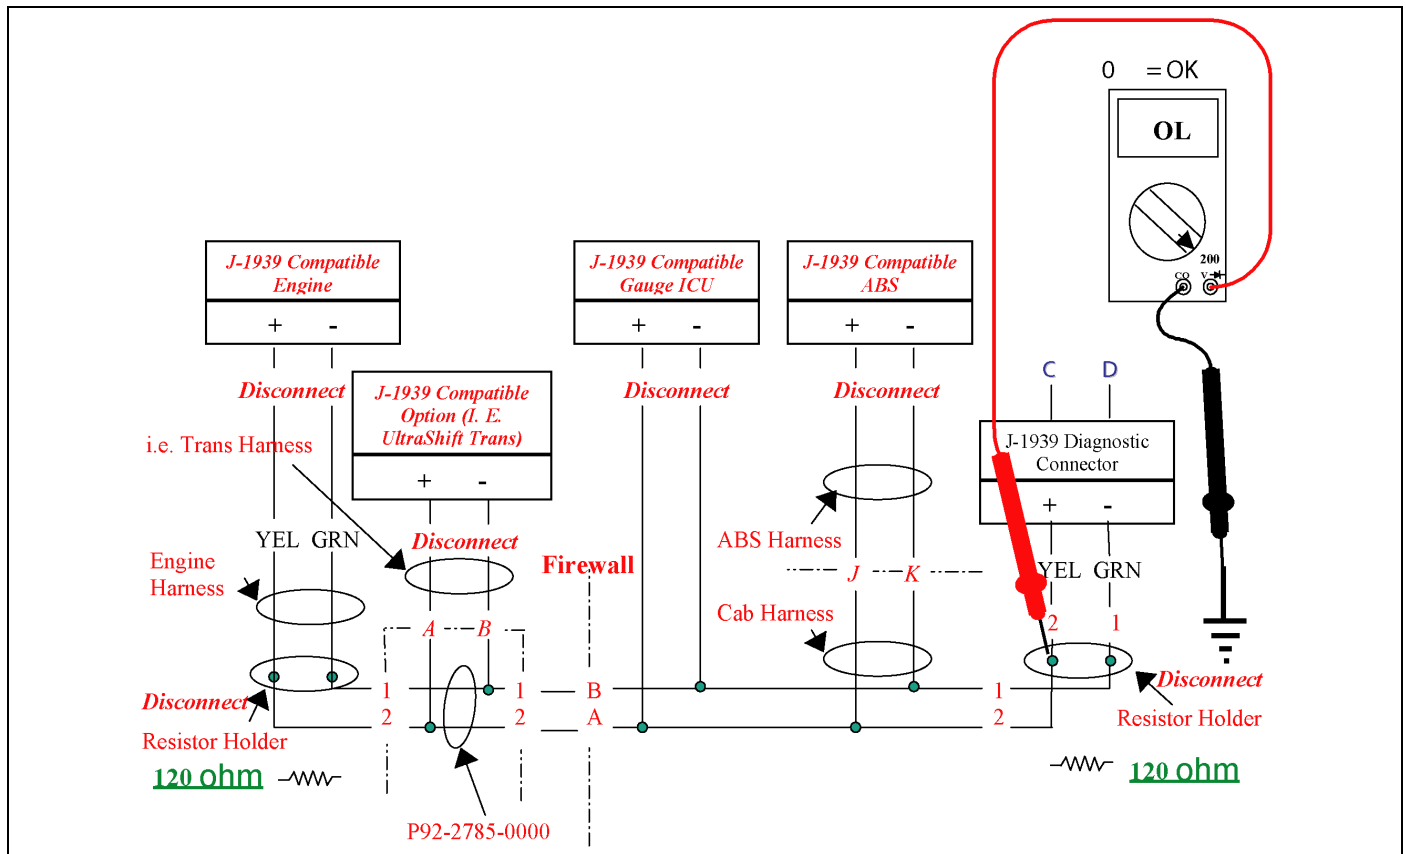 0 = OK
OL
200
CO V
J-1939 Compatible
Engine
+ -
J-1939 Compatible
Gauge ICU
+ -
J-1939 Compatible
ABS
+ -
Disconnect
J-1939 Compatible
Option (I. E.
UltraShift Trans)
+ -
Disconnect
Disconnect
C D
J-1939 Diagnostic
Connector
+ -
i.e. Trans Harness
YEL GRN
Disconnect
Engine
Harness
Firewall
ABS Harness
J K
Cab Harness
YEL GRN
2 1
A B
Disconnect
Resistor Holder
120 ohm
1 1 B 1
2 2 A 2
Disconnect
Resistor Holder
120 ohm
P92-2785-0000